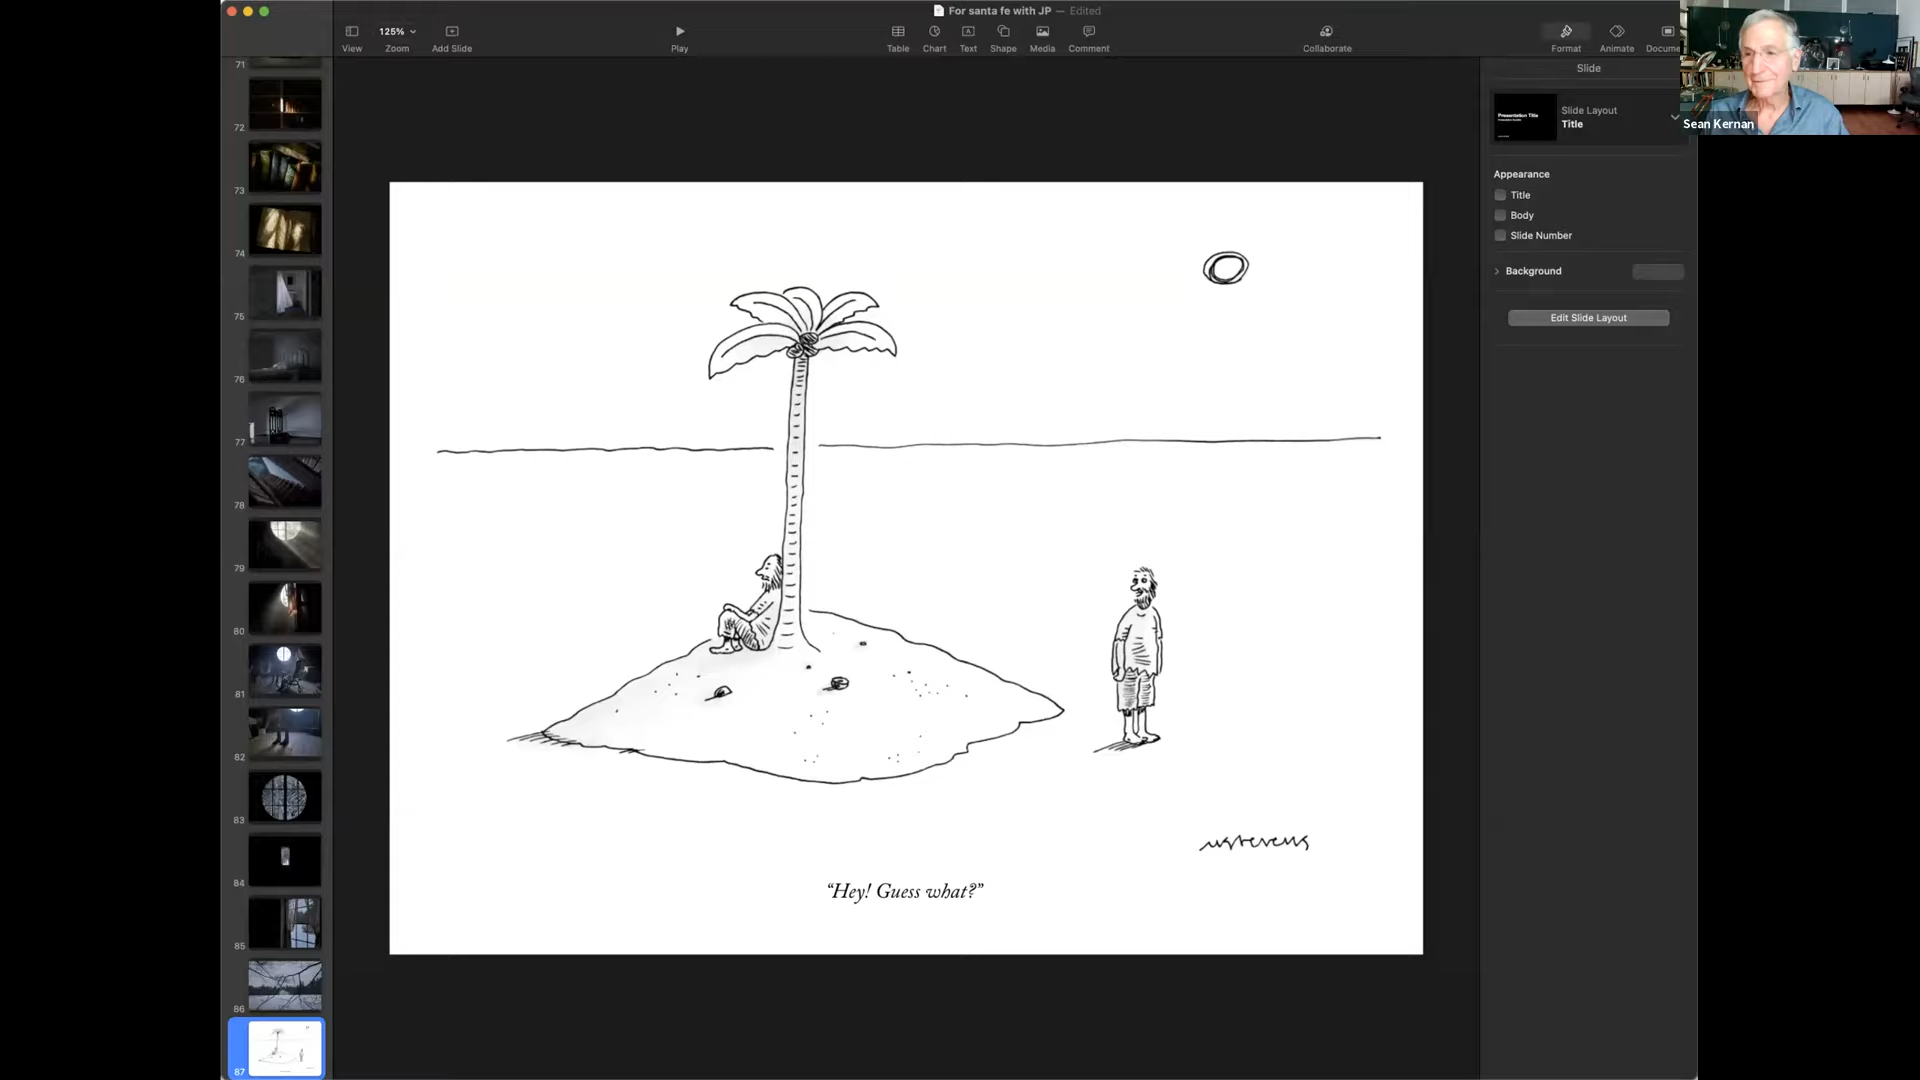 For santa fe with JP — Edited
125%
View
Zoom
Add Slide
Play
Table
Chart
Text
Shape
Media
Comment
Collaborate
Format
Animate
Docume
Slide
Presentation Title
Slide Layout
Title
Appearance
Title
Body
Slide Number
Background
Edit Slide Layout
Sean Kernan
71
72
73
74
75
76
77
78
79
80
81
82
83
84
85
86
87
mstevens
“Hey! Guess what?”